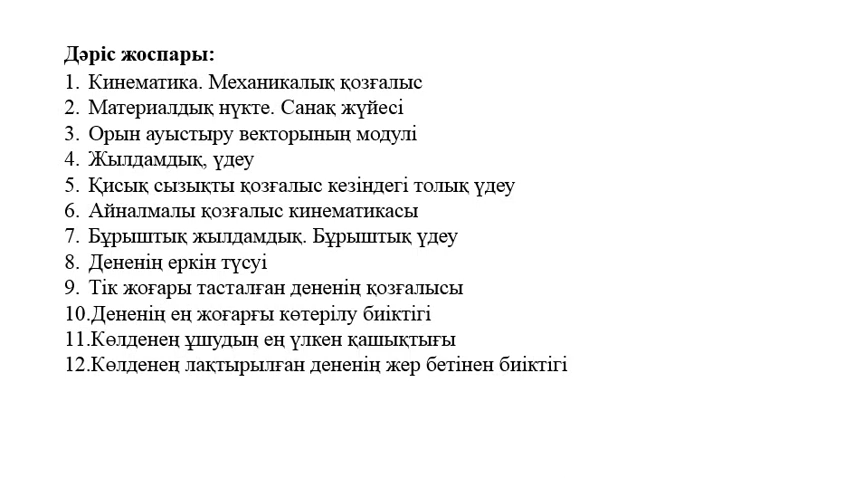 Дәріс жоспары:
1. Кинематика. Механикалық қозғалыс
2. Материалдық нүкте. Санақ жүйесі
3. Орын ауыстыру векторының модулі
4. Жылдамдық, үдеу
5. Қисық сызықты қозғалыс кезіндегі толық үдеу
6. Айналмалы қозғалыс кинематикасы
7. Бұрыштық жылдамдық. Бұрыштық үдеу
8. Дененің еркін түсуі
9. Тік жоғары тасталған дененің қозғалысы
10.Дененің ең жоғарғы көтерілу биіктігі
11.Көлденең ұшудың ең үлкен қашықтығы
12.Көлденең лақтырылған дененің жер бетінен биіктігі